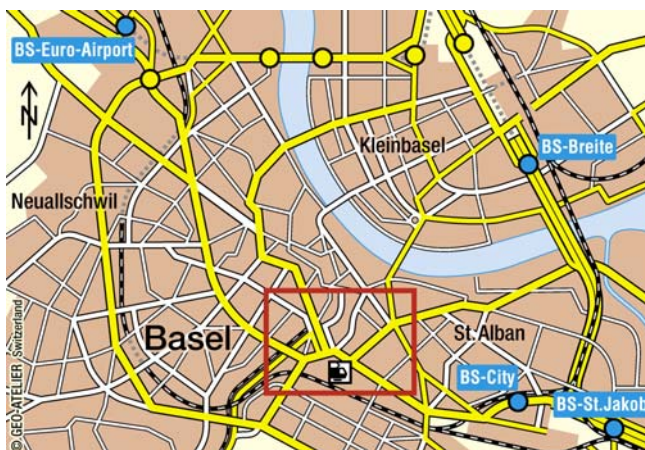 BS-Euro-Airport
N
Kleinbasel
BS-Breite
Neuallschwil
Basel
St.Alban
BS-City
BS-St.Jakob
© GEO-ATELIER, Switzerland